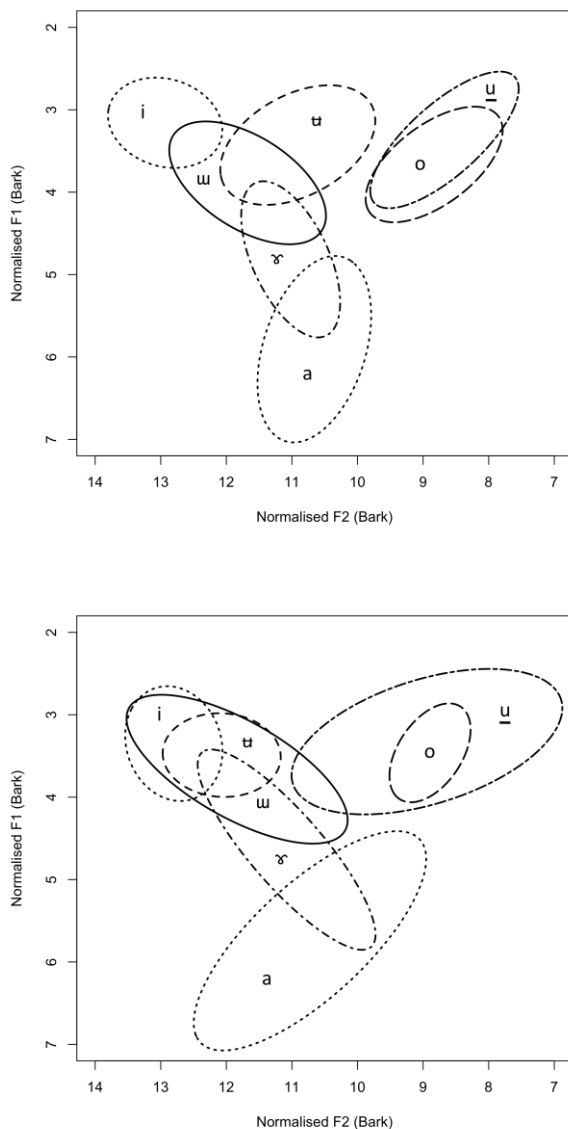 2
3
4
5
6
7
Normalised F1 (Bark)
i
ʉ
u̲
o
ɯ
ɤ
a
14 13 12 11 10 9 8 7
Normalised F2 (Bark)
2
3
4
5
6
7
Normalised F1 (Bark)
i
u̲
ʉ
o
ɯ
ɤ
a
14 13 12 11 10 9 8 7
Normalised F2 (Bark)